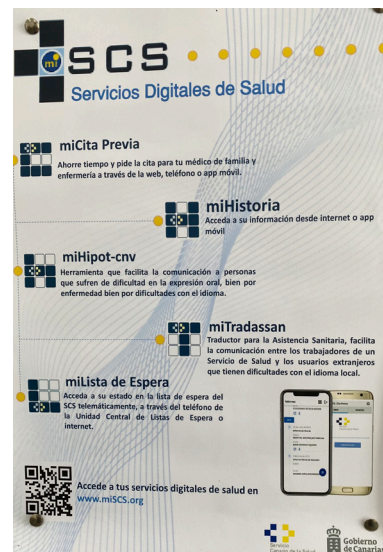 mi SCS
Servicios Digitales de Salud
miCita Previa
Ahorre tiempo y pide la cita para tu médico de familia y
enfermería a través de la web, teléfono o app móvil.
miHistoria
Acceda a su información desde internet o app
móvil
miHipot-cnv
Herramienta que facilita la comunicación a personas
que sufren de dificultad en la expresión oral, bien por
enfermedad bien por dificultades con el idioma.
miTradassan
Traductor para la Asistencia Sanitaria, facilita
la comunicación entre los trabajadores de un
Servicio de Salud y los usuarios extranjeros
que tienen dificultades con el idioma local.
miLista de Espera
Acceda a su estado en la lista de espera del
SCS telemáticamente, a través del teléfono de
la Unidad Central de Listas de Espera o
internet.
Accede a tus servicios digitales de salud en
www.miSCS.org
Servicio
Canario de la Salud
Gobierno
de Canarias